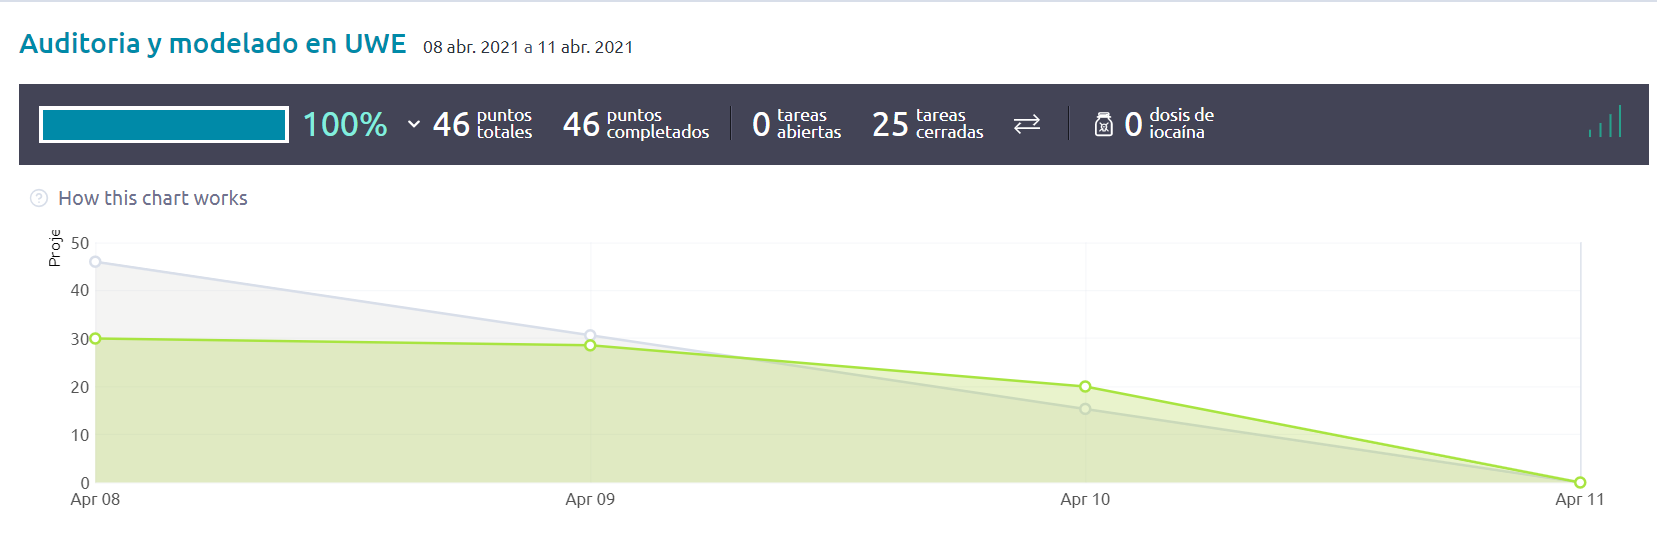 Auditoria y modelado en UWE 08 abr. 2021 a 11 abr. 2021
100% 46 puntos totales 46 puntos completados 0 tareas abiertas 25 tareas cerradas 0 dosis de iocaína
How this chart works
Proje
50
40
30
20
10
0
Apr 08 Apr 09 Apr 10 Apr 11